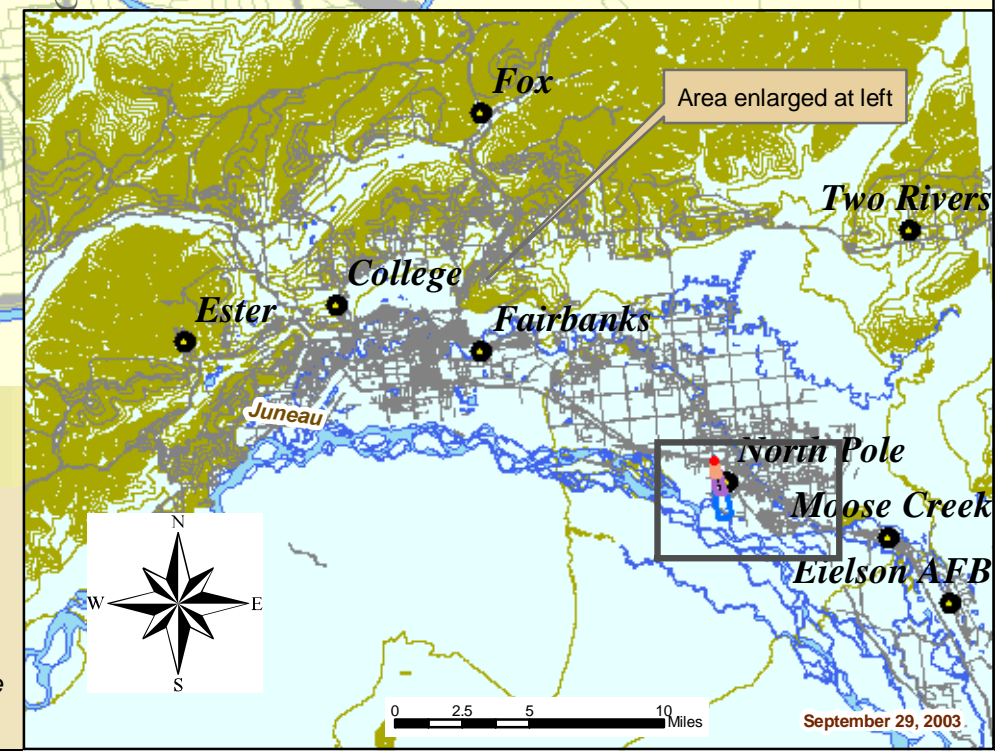 Fox
Area enlarged at left
Two Rivers
College
Ester
Fairbanks
Juneau
North Pole
Moose Creek
Eielson AFB
N
W
E
S
e
0 2.5 5 10
Miles
September 29, 2003